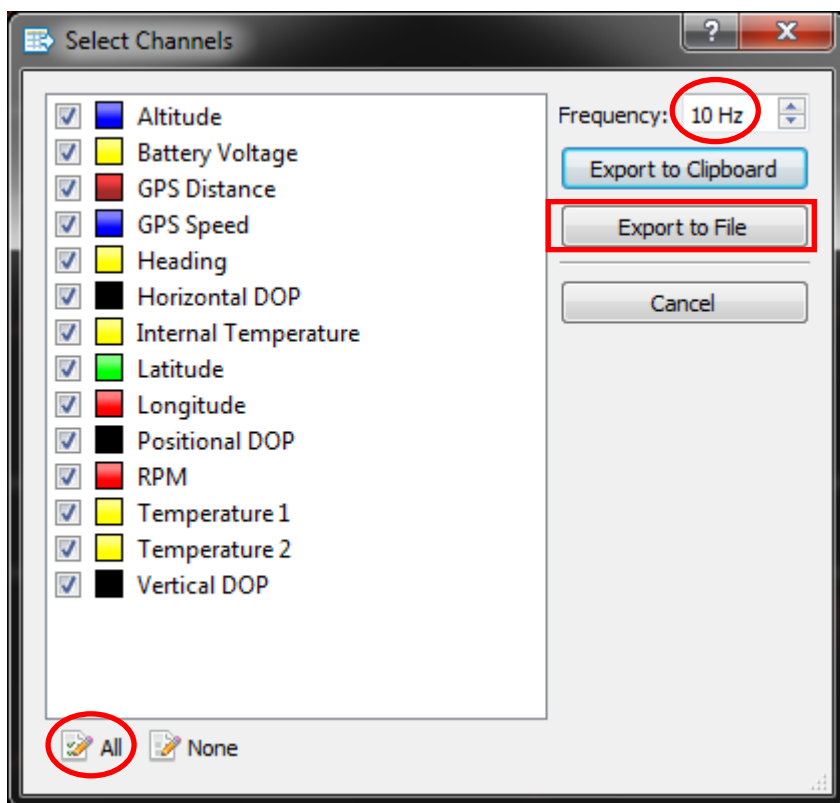 Select Channels
?
X
Altitude
Battery Voltage
GPS Distance
GPS Speed
Heading
Horizontal DOP
Internal Temperature
Latitude
Longitude
Positional DOP
RPM
Temperature 1
Temperature 2
Vertical DOP
Frequency: 10 Hz
Export to Clipboard
Export to File
Cancel
All
None